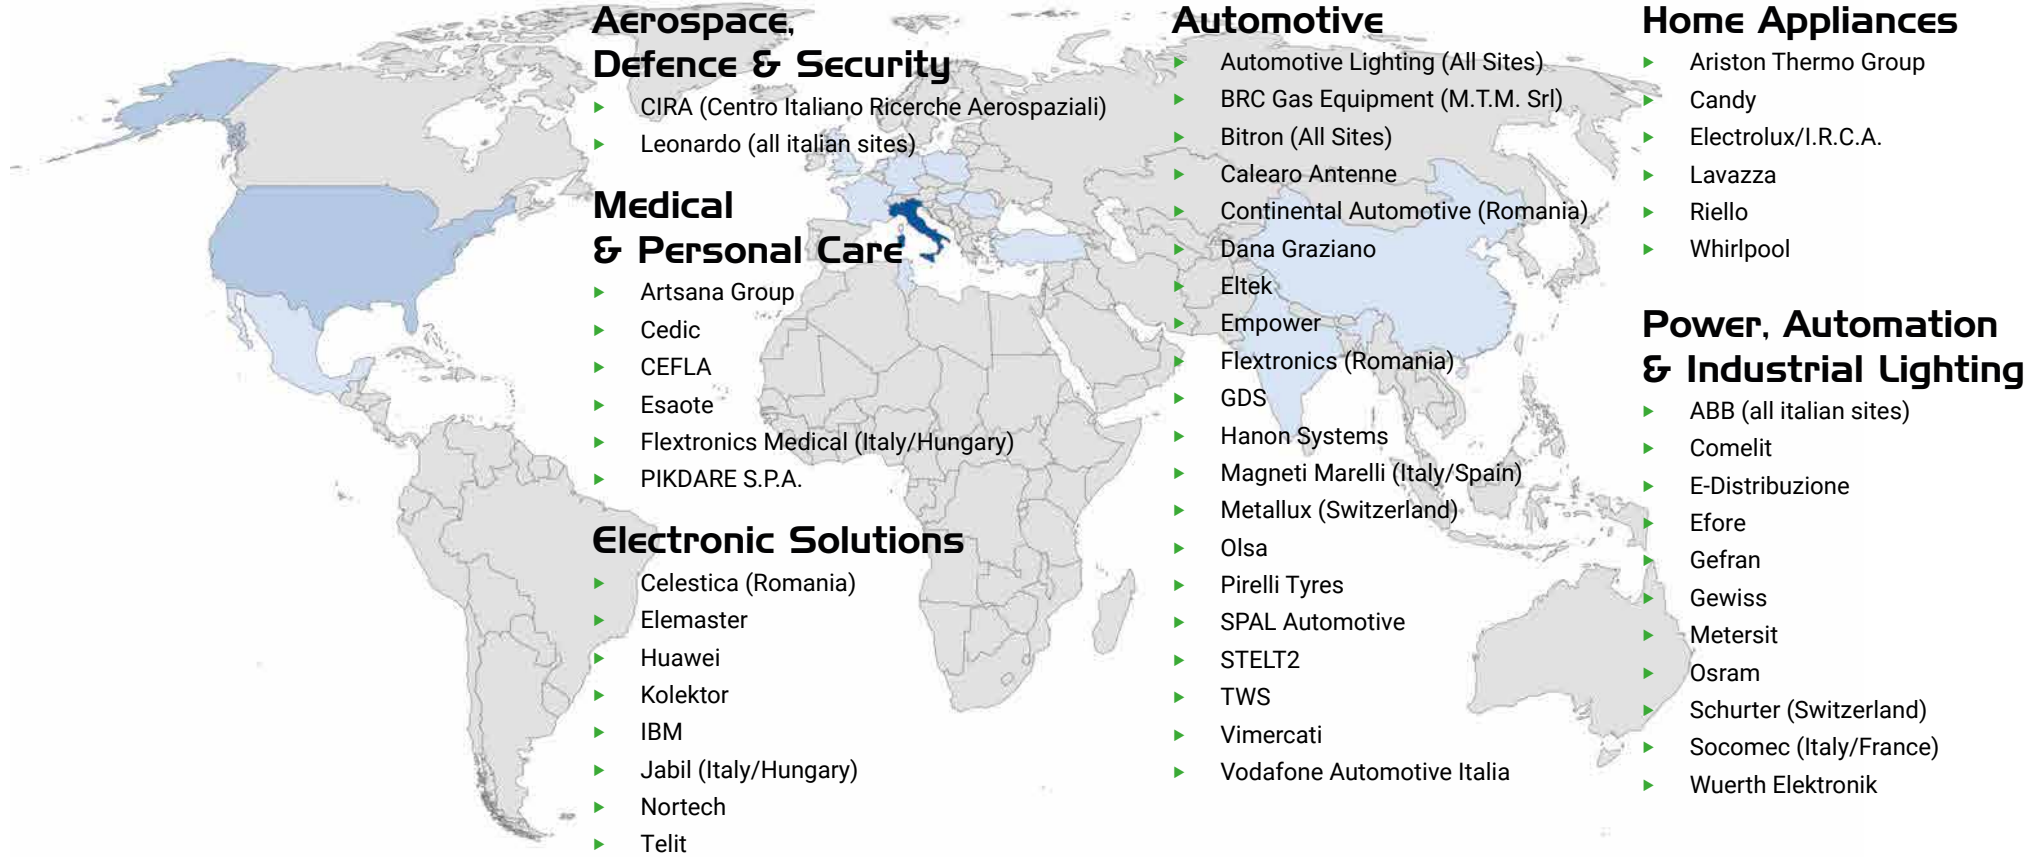 Aerospace,
Defence & Security
CIRA (Centro Italiano Ricerche Aerospaziali)
Leonardo (all italian sites)
Medical
& Personal Care
Artsana Group
Cedic
CEFLA
Esaote
Flextronics Medical (Italy/Hungary)
PIKDARE S.P.A.
Electronic Solutions
Celestica (Romania)
Elemaster
Huawei
Kolektor
IBM
Jabil (Italy/Hungary)
Nortech
Telit
Automotive
Automotive Lighting (All Sites)
BRC Gas Equipment (M.T.M. Srl)
Bitron (All Sites)
Calearo Antenne
Continental Automotive (Romania)
Dana Graziano
Eltek
Empower
Flextronics (Romania)
GDS
Hanon Systems
Magneti Marelli (Italy/Spain)
Metallux (Switzerland)
Olsa
Pirelli Tyres
SPAL Automotive
STELT2
TWS
Vimercati
Vodafone Automotive Italia
Home Appliances
Ariston Thermo Group
Candy
Electrolux/I.R.C.A.
Lavazza
Riello
Whirlpool
Power, Automation
& Industrial Lighting
ABB (all italian sites)
Comelit
E-Distribuzione
Efore
Gefran
Gewiss
Metersit
Osram
Schurter (Switzerland)
Socomec (Italy/France)
Wuerth Elektronik